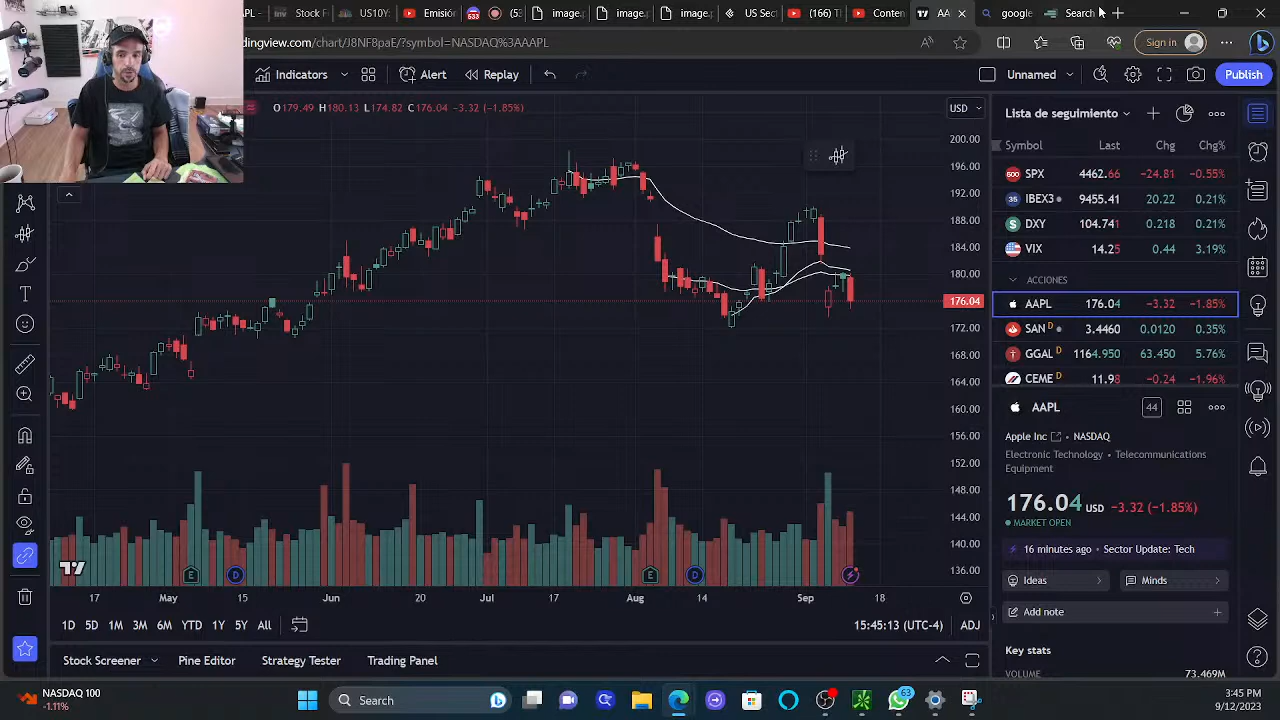 Stock
US10Y
Emisió
533
image.
image.
image.
(161)
Conten
google
Search
dingview.com/chart/J8NF8paE/?symbol=NASDAQ%3AAAPL
Sign in
Indicators
Alert
Replay
Unnamed
Publish
O179.49 H180.13 L174.82 C176.04 −3.32 (−1.85%)
USD
Lista de seguimiento
Symbol Last Chg Chg%
500 SPX 4462.66 −24.81 −0.55%
35 IBEX3 9455.41 20.22 0.21%
DXY 104.741 0.218 0.21%
VIX 14.25 0.44 3.19%
ACCIONES
AAPL 176.04 −3.32 −1.85%
SAN D 3.4460 0.0120 0.35%
GGAL D 1164.950 63.450 5.76%
CEME D 11.98 −0.24 −1.96%
200.00
196.00
192.00
188.00
184.00
180.00
176.04
172.00
168.00
164.00
160.00
156.00
152.00
148.00
144.00
140.00
136.00
AAPL
44
Apple Inc NASDAQ
Electronic Technology • Telecommunications
Equipment
176.04 USD −3.32 (−1.85%)
MARKET OPEN
16 minutes ago • Sector Update: Tech
Ideas
Minds
Add note
Key stats
VOLUME 73.469M
E D E D
17 May 15 Jun 20 Jul 17 Aug 14 Sep 18
1D 5D 1M 3M 6M YTD 1Y 5Y All
15:45:13 (UTC-4) ADJ
Stock Screener Pine Editor Strategy Tester Trading Panel
NASDAQ 100
-1.11%
Search
63
3:45 PM
9/12/2023